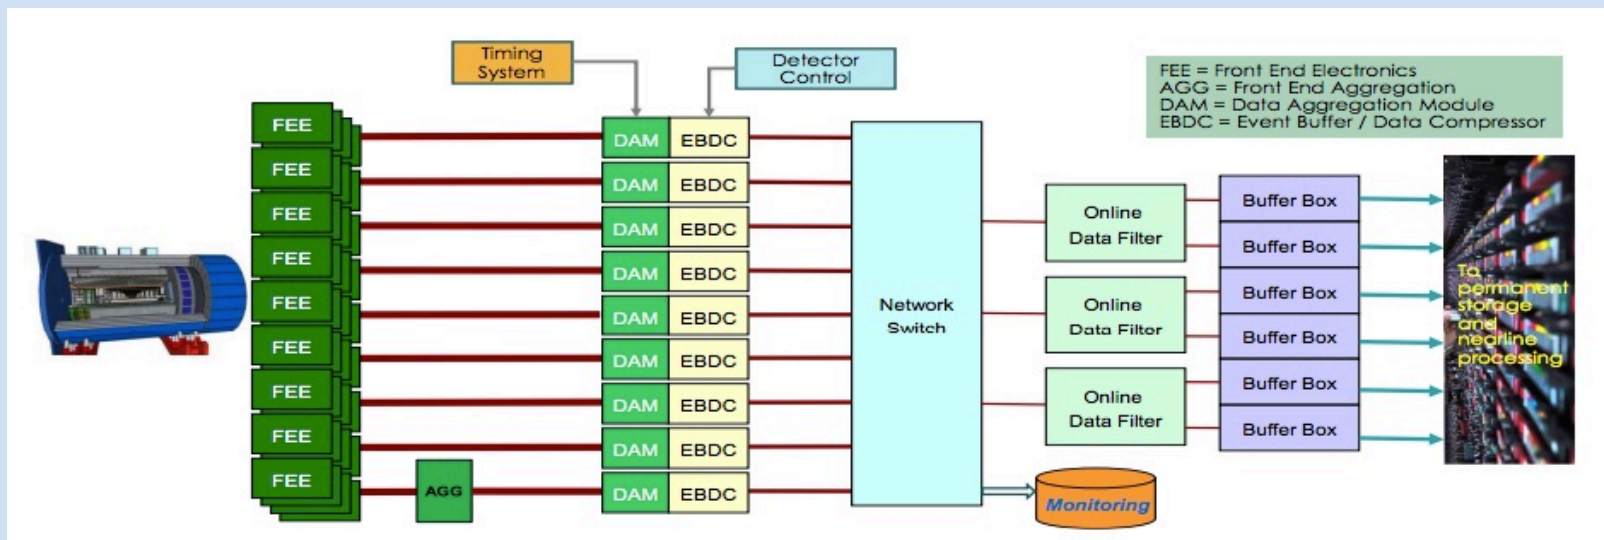 Timing
System
Detector
Control
FEE = Front End Electronics
AGG = Front End Aggregation
DAM = Data Aggregation Module
EBDC = Event Buffer / Data Compressor
FEE
DAM
EBDC
FEE
DAM
EBDC
FEE
DAM
EBDC
FEE
DAM
EBDC
FEE
DAM
EBDC
FEE
DAM
EBDC
FEE
DAM
EBDC
FEE
DAM
EBDC
FEE
AGG
DAM
EBDC
Network
Switch
Online
Data Filter
Online
Data Filter
Online
Data Filter
Monitoring
Buffer Box
Buffer Box
Buffer Box
Buffer Box
Buffer Box
Buffer Box
To
permanent
storage
and
nearline
processing